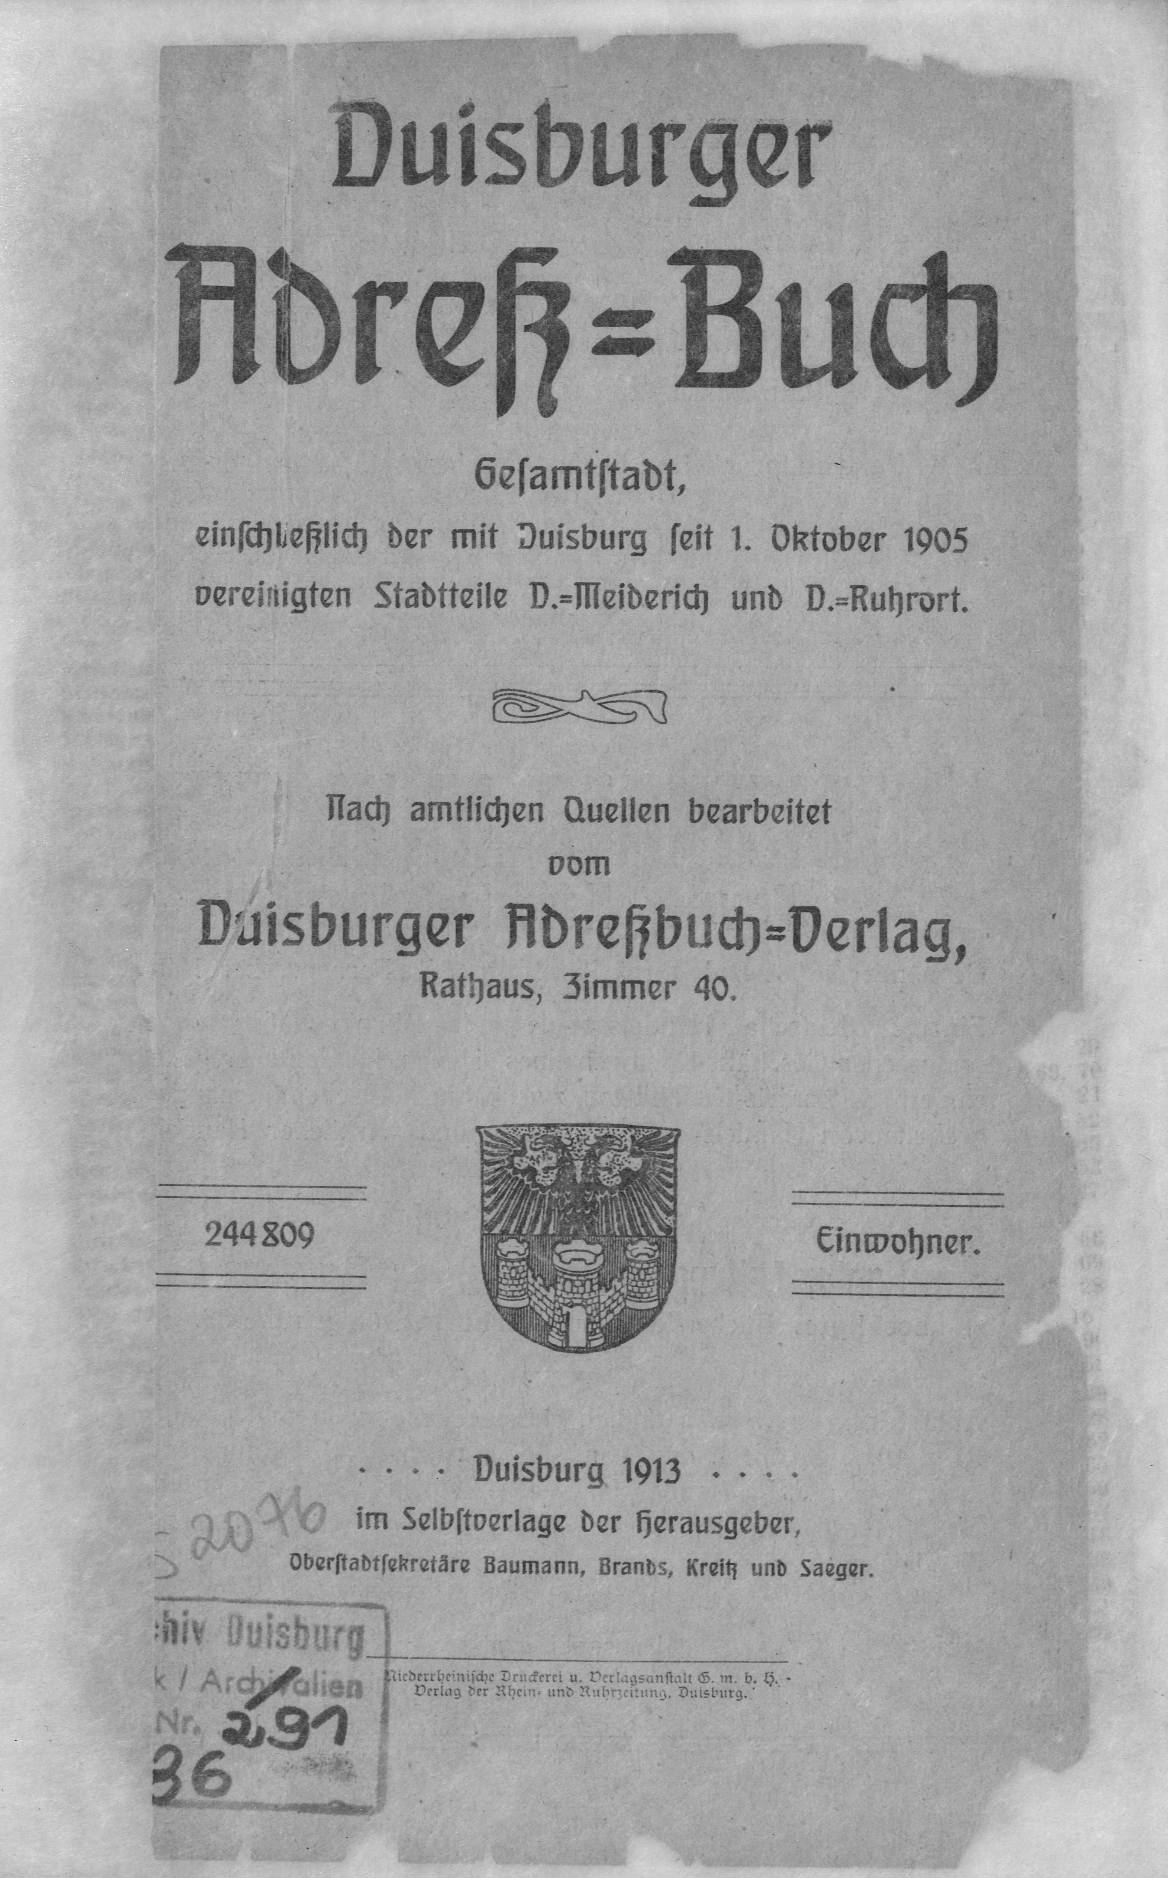 Duisburger
Adreß=Buch
Geſamtſtadt,
einſchließlich der mit Duisburg ſeit 1. Oktober 1905
vereinigten Stadtteile D.=Meiderich und D.=Ruhrort.
Nach amtlichen Quellen bearbeitet
vom
Duisburger Adreßbuch=Verlag,
Rathaus, Zimmer 40.
244809
Einwohner.
. . . . Duisburg 1913 . . . .
im Selbſtverlage der Herausgeber,
Oberſtadtſekretäre Baumann, Brands, Kreitz und Saeger.
Niederrheiniſche Druckerei u. Verlagsanſtalt G. m. b. H. -
Verlag der Rhein- und Ruhrzeitung, Duisburg.
2076
chiv Duisburg
k / Archivalien
Nr. 291
36